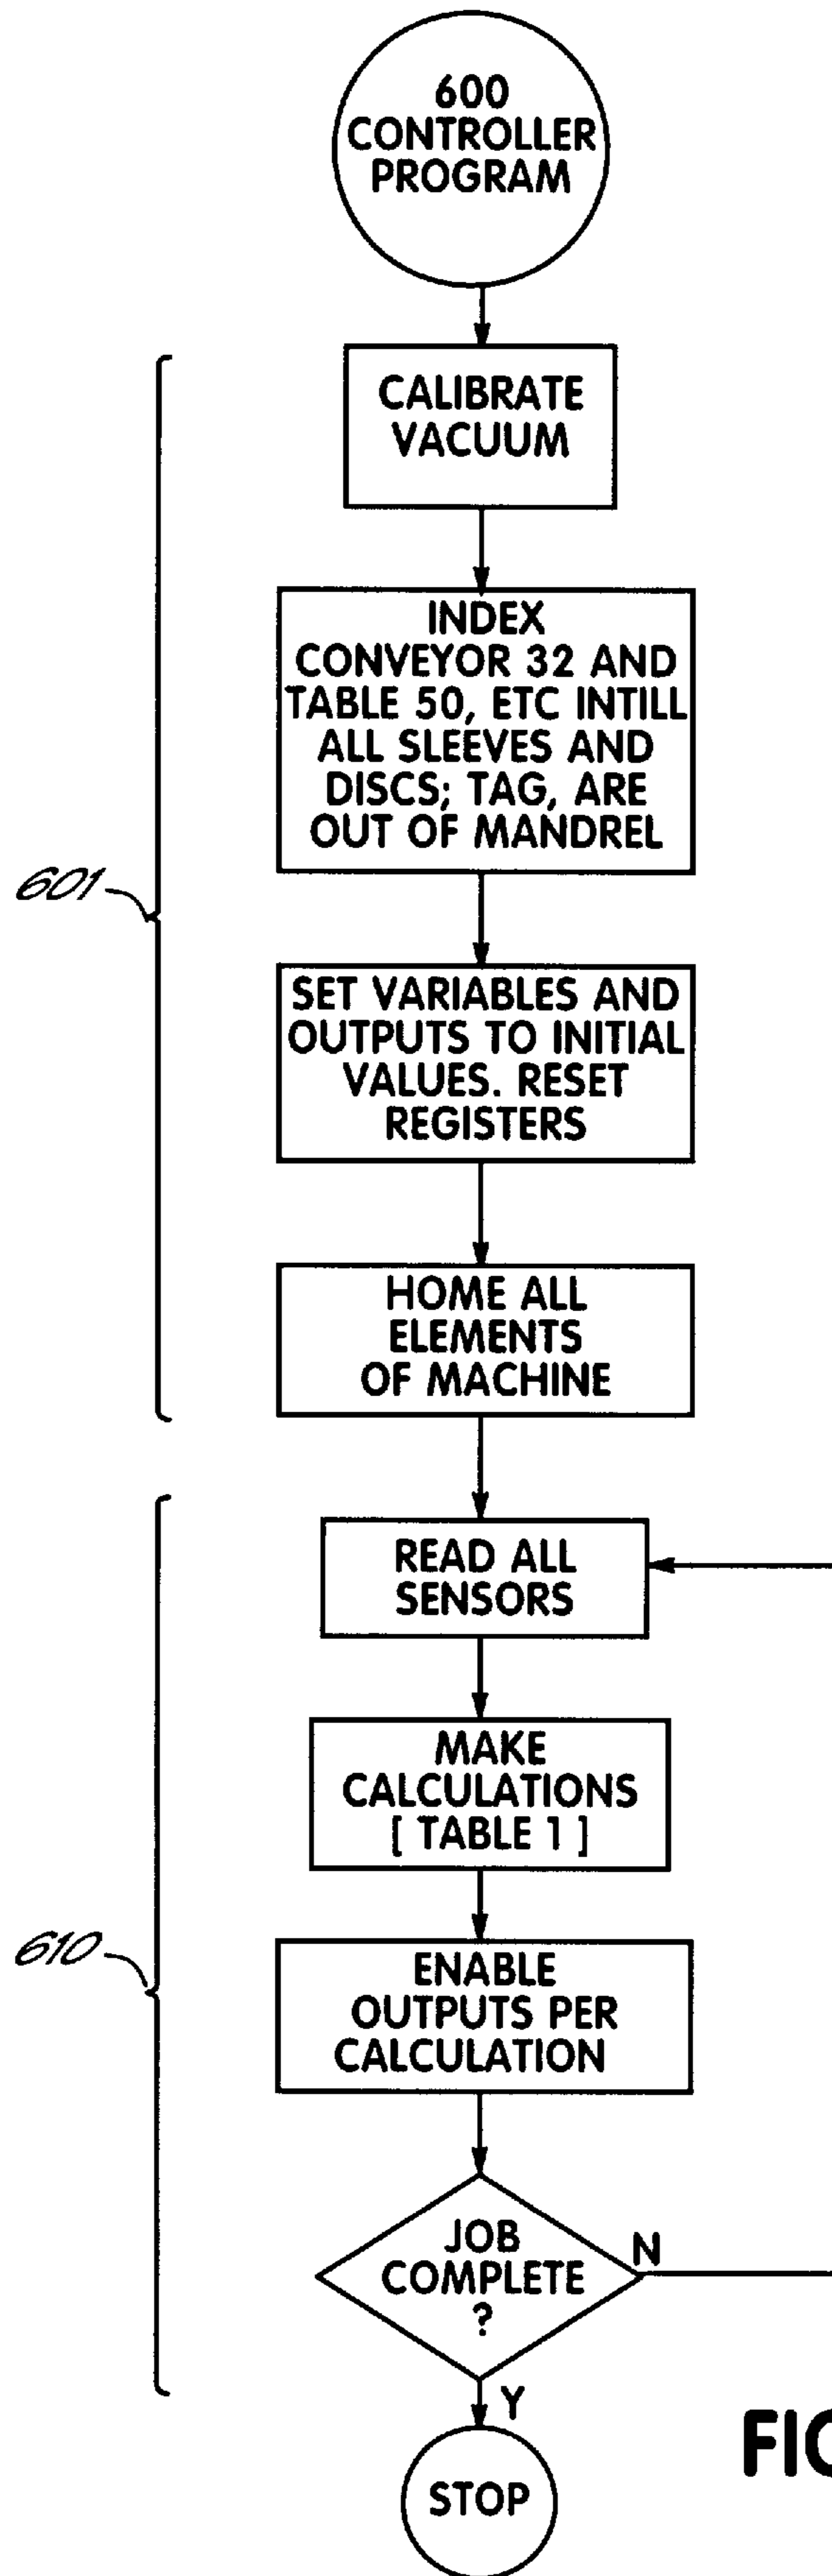 600
CONTROLLER
PROGRAM
CALIBRATE
VACUUM
INDEX
CONVEYOR 32 AND
TABLE 50, ETC INTILL
ALL SLEEVES AND
DISCS; TAG, ARE
OUT OF MANDREL
601
SET VARIABLES AND
OUTPUTS TO INITIAL
VALUES. RESET
REGISTERS
HOME ALL
ELEMENTS
OF MACHINE
READ ALL
SENSORS
MAKE
CALCULATIONS
[ TABLE 1 ]
610
ENABLE
OUTPUTS PER
CALCULATION
JOB
COMPLETE
?
N
Y
STOP